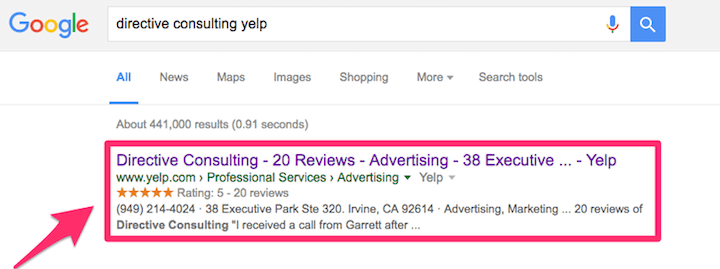 Google directive consulting yelp
All News Maps Images Shopping More Search tools
About 441,000 results (0.91 seconds)
Directive Consulting - 20 Reviews - Advertising - 38 Executive ... - Yelp
www.yelp.com › Professional Services › Advertising Yelp
Rating: 5 - 20 reviews
(949) 214-4024 · 38 Executive Park Ste 320. Irvine, CA 92614 · Advertising, Marketing ... 20 reviews of
Directive Consulting "I received a call from Garrett after ...